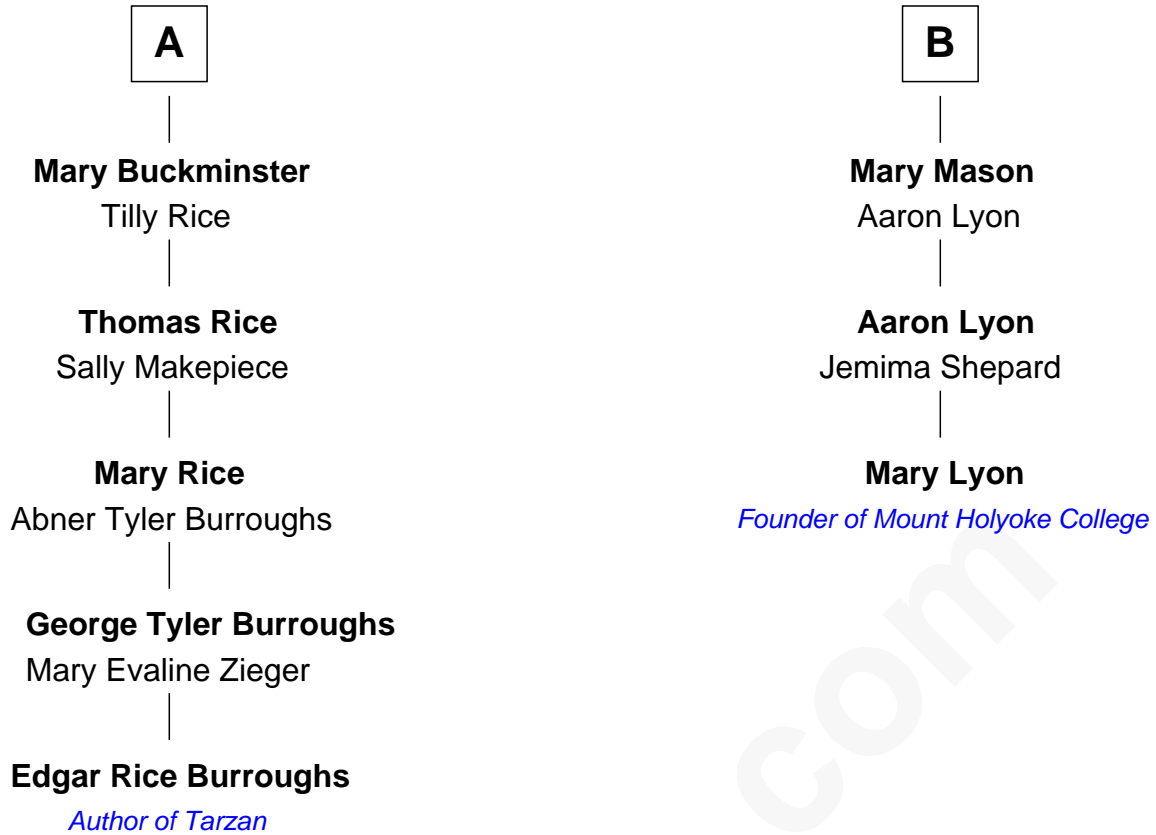 A
Mary Buckminster
Tilly Rice
Thomas Rice
Sally Makepiece
Mary Rice
Abner Tyler Burroughs
George Tyler Burroughs
Mary Evaline Zieger
Edgar Rice Burroughs
Author of Tarzan
B
Mary Mason
Aaron Lyon
Aaron Lyon
Jemima Shepard
Mary Lyon
Founder of Mount Holyoke College
com